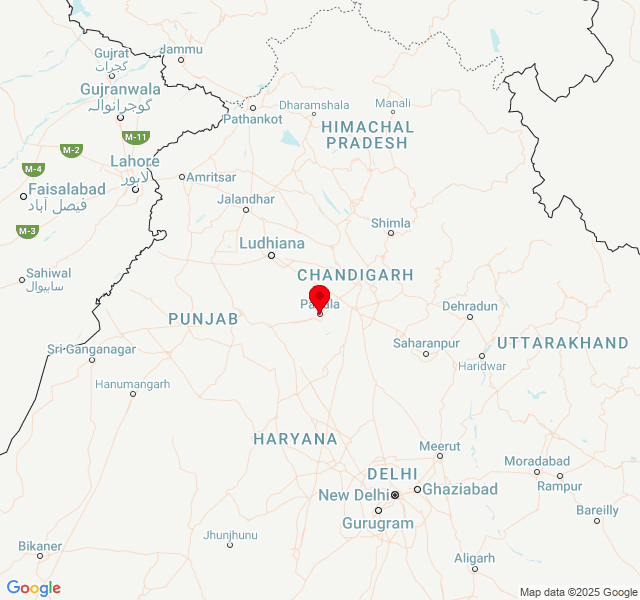 Gujrat
گجرات
Jammu
Gujranwala
گوجرانوالہ
Pathankot
Dharamshala
Manali
HIMACHAL
PRADESH
M-11
M-2
M-4
M-3
Lahore
لاہور
Amritsar
Faisalabad
فیصل آباد
Jalandhar
Shimla
Ludhiana
Sahiwal
ساہیوال
CHANDIGARH
Dehradun
PUNJAB
Saharanpur
UTTARAKHAND
Sri Ganganagar
Haridwar
Hanumangarh
HARYANA
Meerut
DELHI
Moradabad
Rampur
New Delhi
Ghaziabad
Gurugram
Bareilly
Jhunjhunu
Bikaner
Aligarh
Google
Map data ©2025 Google